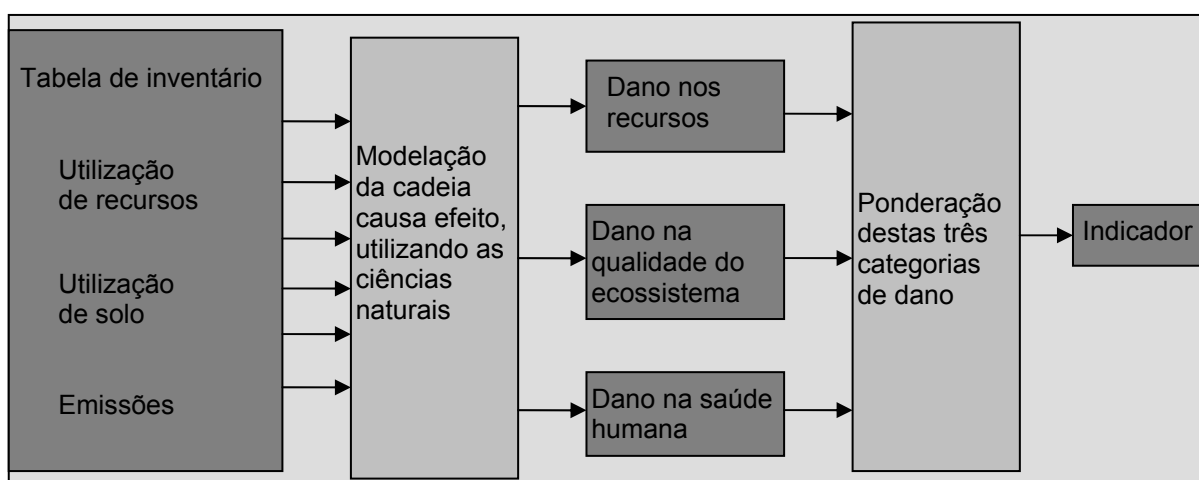 Tabela de inventário
Utilização
de recursos
Utilização
de solo
Emissões
Modelação
da cadeia
causa efeito,
utilizando as
ciências
naturais
Dano nos
recursos
Dano na
qualidade do
ecossistema
Dano na saúde
humana
Ponderação
destas três
categorias
de dano
Indicador